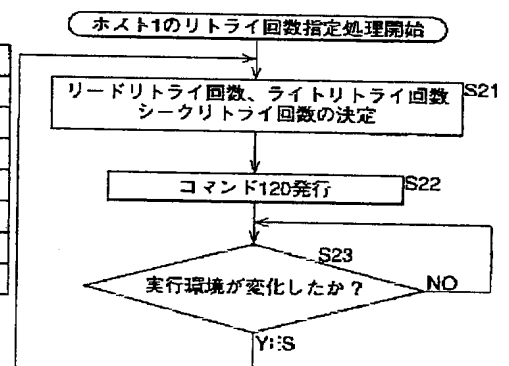 ホスト1のリトライ回数指定処理開始
リードリトライ回数、ライトリトライ回数
シークリトライ回数の決定
S21
コマンド120発行
S22
S23
実行環境が変化したか？
NO
YES